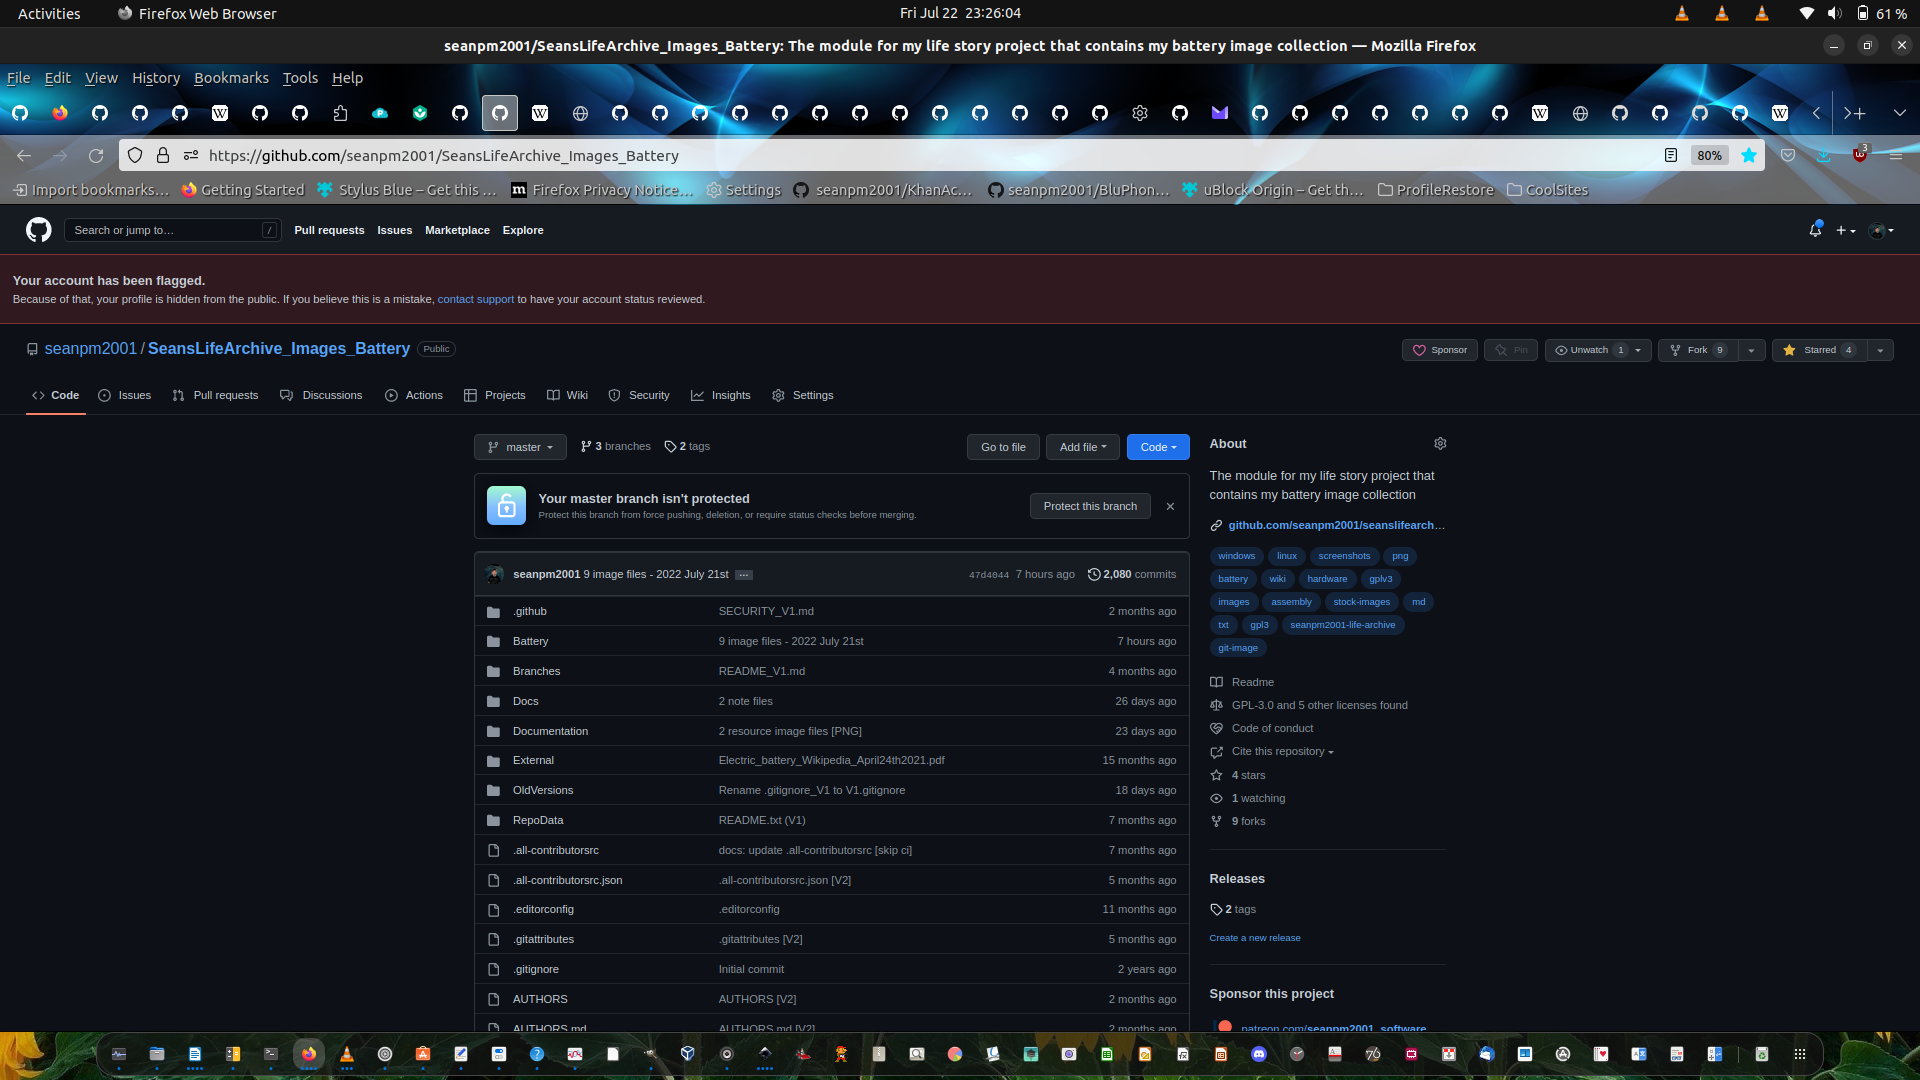 Activities
Firefox Web Browser
Fri Jul 22 23:26:04
61 %
seanpm2001/SeansLifeArchive_Images_Battery: The module for my life story project that contains my battery image collection — Mozilla Firefox
File Edit View History Bookmarks Tools Help
https://github.com/seanpm2001/SeansLifeArchive_Images_Battery
80%
3
Import bookmarks…
Getting Started
Stylus Blue – Get this …
Firefox Privacy Notice…
Settings
seanpm2001/KhanAc…
seanpm2001/BluPhon…
uBlock Origin – Get th…
ProfileRestore
CoolSites
Search or jump to…
/
Pull requests
Issues
Marketplace
Explore
Your account has been flagged.
Because of that, your profile is hidden from the public. If you believe this is a mistake, contact support to have your account status reviewed.
seanpm2001 / SeansLifeArchive_Images_Battery
Public
Sponsor
Pin
Unwatch 1
Fork 9
Starred 4
Code
Issues
Pull requests
Discussions
Actions
Projects
Wiki
Security
Insights
Settings
master
3 branches
2 tags
Go to file
Add file
Code
Your master branch isn't protected
Protect this branch from force pushing, deletion, or require status checks before merging.
Protect this branch
seanpm2001 9 image files - 2022 July 21st …
47d4044 7 hours ago
2,080 commits
.github SECURITY_V1.md 2 months ago
Battery 9 image files - 2022 July 21st 7 hours ago
Branches README_V1.md 4 months ago
Docs 2 note files 26 days ago
Documentation 2 resource image files [PNG] 23 days ago
External Electric_battery_Wikipedia_April24th2021.pdf 15 months ago
OldVersions Rename .gitignore_V1 to V1.gitignore 18 days ago
RepoData README.txt (V1) 7 months ago
.all-contributorsrc docs: update .all-contributorsrc [skip ci] 7 months ago
.all-contributorsrc.json .all-contributorsrc.json [V2] 5 months ago
.editorconfig .editorconfig 11 months ago
.gitattributes .gitattributes [V2] 5 months ago
.gitignore Initial commit 2 years ago
AUTHORS AUTHORS [V2] 2 months ago
AUTHORS.md AUTHORS.md [V2] 2 months ago
About
The module for my life story project that
contains my battery image collection
github.com/seanpm2001/seanslifearch…
windows linux screenshots png
battery wiki hardware gplv3
images assembly stock-images md
txt gpl3 seanpm2001-life-archive
git-image
Readme
GPL-3.0 and 5 other licenses found
Code of conduct
Cite this repository
4 stars
1 watching
9 forks
Releases
2 tags
Create a new release
Sponsor this project
patreon.com/seanpm2001_software